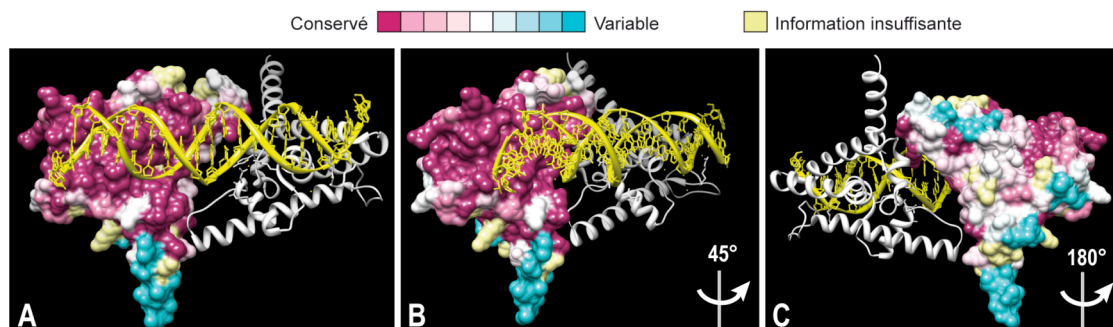 Conservé Variable Information insuffisante
A B 45° C 180°